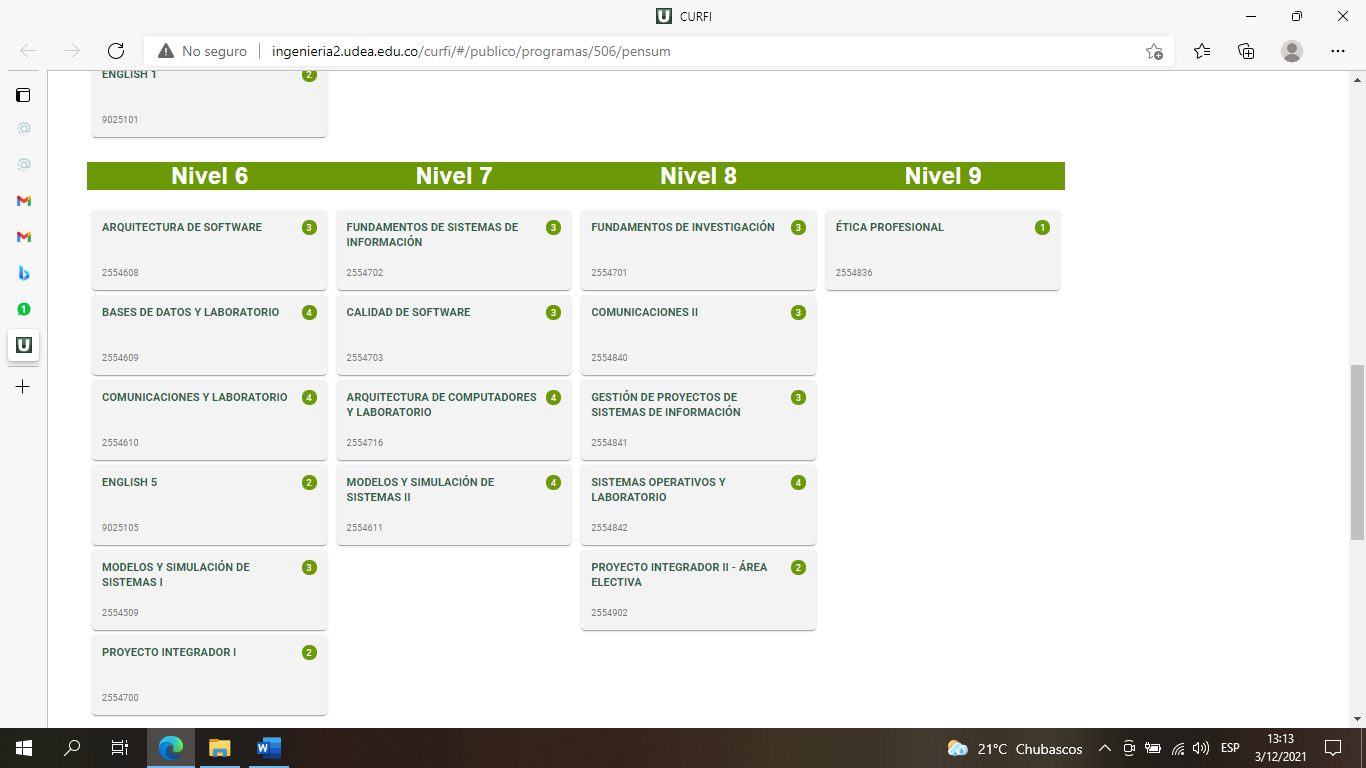 CURFI
No seguro
ingenieria2.udea.edu.co/curfi/#/publico/programas/506/pensum
ENGLISH 1
2
9025101
Nivel 6
Nivel 7
Nivel 8
Nivel 9
ARQUITECTURA DE SOFTWARE
3
2554608
FUNDAMENTOS DE SISTEMAS DE
INFORMACIÓN
3
2554702
FUNDAMENTOS DE INVESTIGACIÓN
3
2554701
ÉTICA PROFESIONAL
1
2554836
BASES DE DATOS Y LABORATORIO
4
2554609
CALIDAD DE SOFTWARE
3
2554703
COMUNICACIONES II
3
2554840
COMUNICACIONES Y LABORATORIO
4
2554610
ARQUITECTURA DE COMPUTADORES
Y LABORATORIO
4
2554716
GESTIÓN DE PROYECTOS DE
SISTEMAS DE INFORMACIÓN
3
2554841
ENGLISH 5
2
9025105
MODELOS Y SIMULACIÓN DE
SISTEMAS II
4
2554611
SISTEMAS OPERATIVOS Y
LABORATORIO
4
2554842
MODELOS Y SIMULACIÓN DE
SISTEMAS I
3
2554509
PROYECTO INTEGRADOR II - ÁREA
ELECTIVA
2
2554902
PROYECTO INTEGRADOR I
2
2554700
1
21°C Chubascos
ESP
13:13
3/12/2021